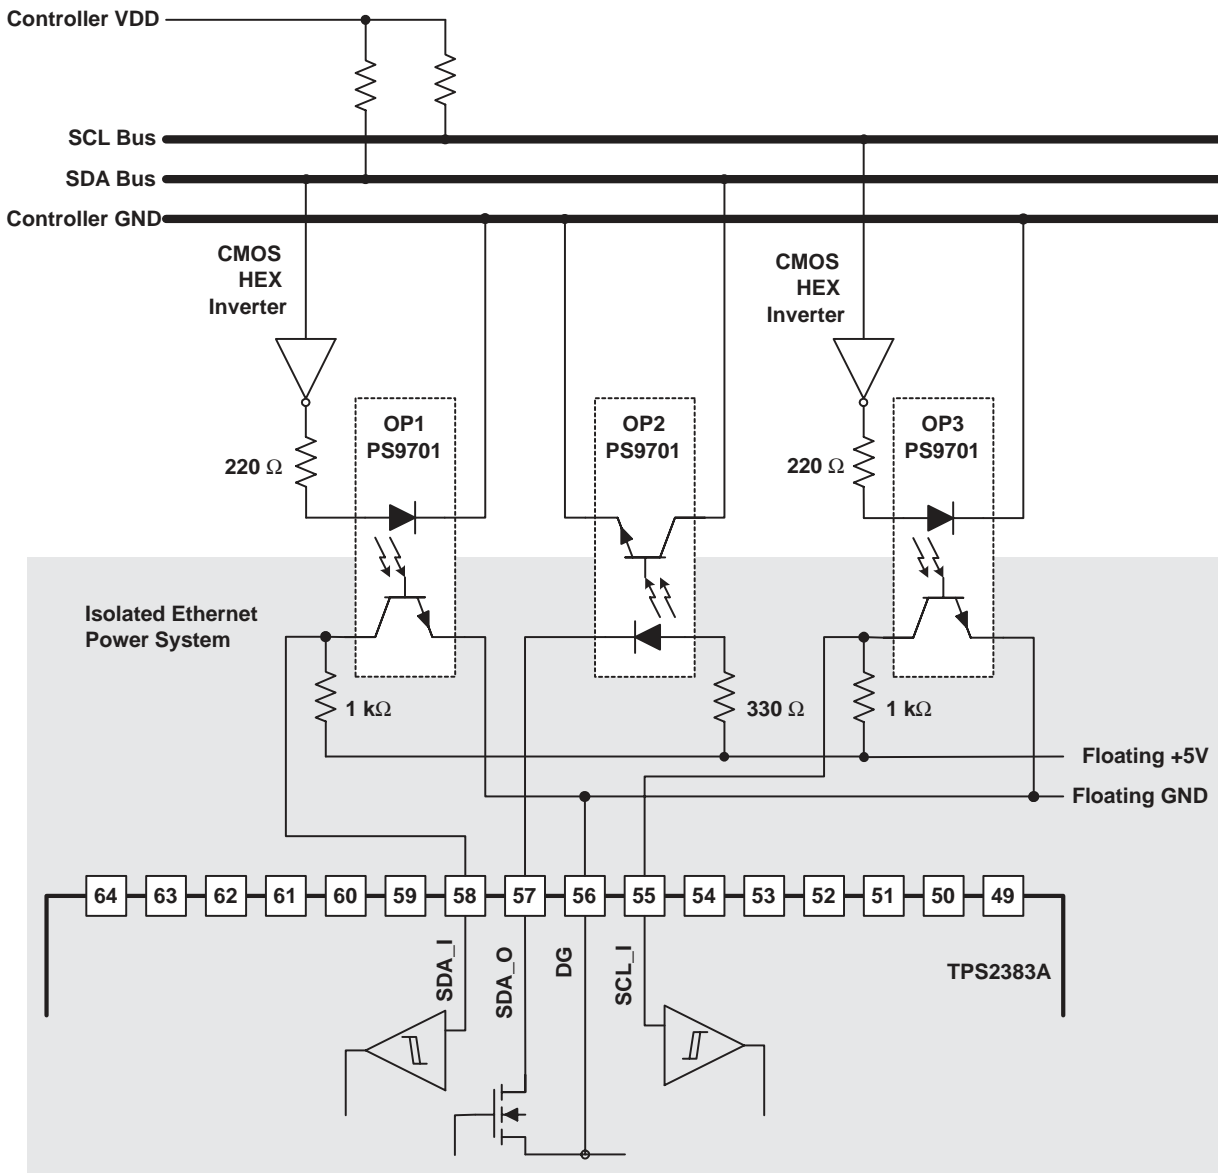 Controller VDD
SCL Bus
SDA Bus
Controller GND
CMOS
HEX
Inverter
CMOS
HEX
Inverter
OP1
PS9701
OP2
PS9701
OP3
PS9701
220 Ω
220 Ω
Isolated Ethernet
Power System
1 kΩ
330 Ω
1 kΩ
Floating +5V
Floating GND
64 63 62 61 60 59 58 57 56 55 54 53 52 51 50 49
SDA_I
SDA_O
DG
SCL_I
TPS2383A